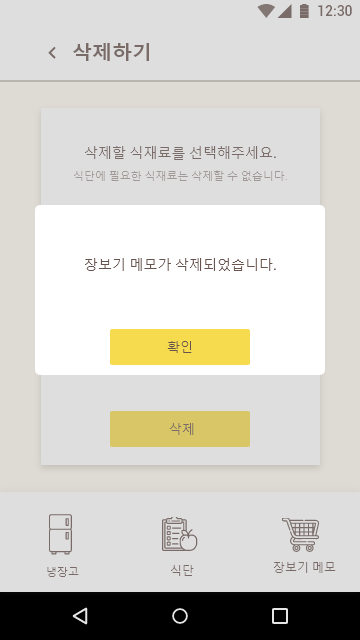 12:30
삭제하기
삭제할 식재료를 선택해주세요.
식단에 필요한 식재료는 삭제할 수 없습니다.
장보기 메모가 삭제되었습니다.
확인
삭제
냉장고
식단
장보기 메모